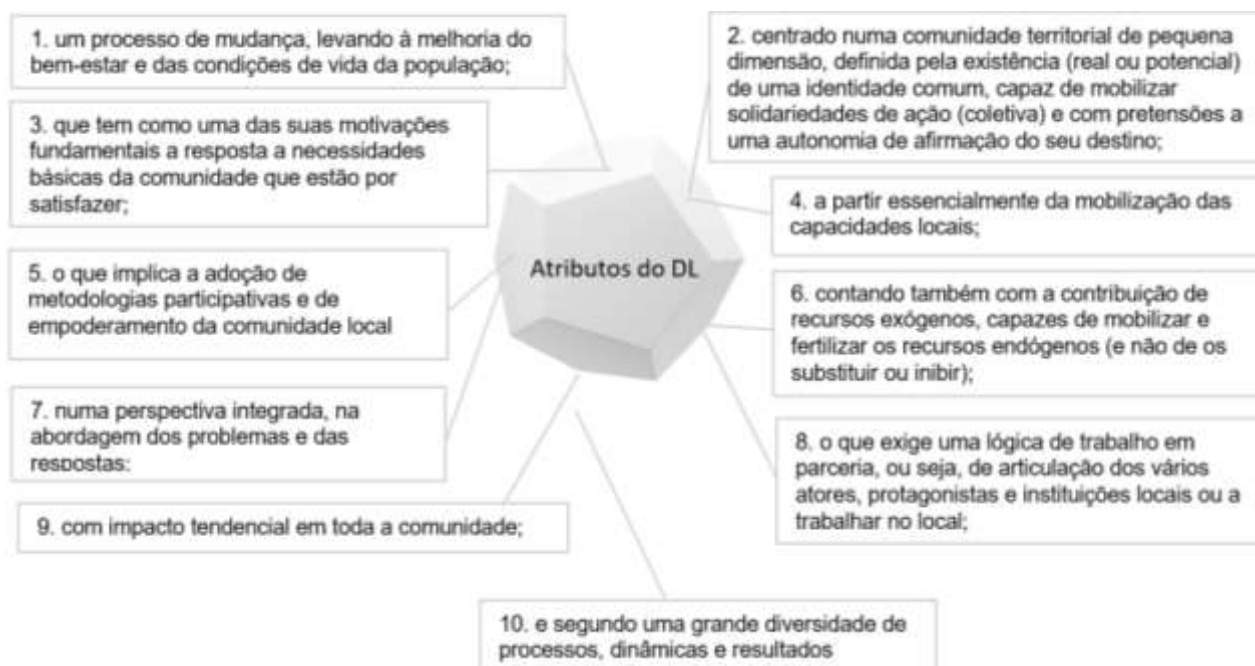 1. um processo de mudança, levando à melhoria do
bem-estar e das condições de vida da população;
2. centrado numa comunidade territorial de pequena
dimensão, definida pela existência (real ou potencial)
de uma identidade comum, capaz de mobilizar
solidariedades de ação (coletiva) e com pretensões a
uma autonomia de afirmação do seu destino;
3. que tem como uma das suas motivações
fundamentais a resposta a necessidades
básicas da comunidade que estão por
satisfazer;
4. a partir essencialmente da mobilização das
capacidades locais;
Atributos do DL
5. o que implica a adoção de
metodologias participativas e de
empoderamento da comunidade local
6. contando também com a contribuição de
recursos exógenos, capazes de mobilizar e
fertilizar os recursos endógenos (e não de os
substituir ou inibir);
7. numa perspectiva integrada, na
abordagem dos problemas e das
respostas;
8. o que exige uma lógica de trabalho em
parceria, ou seja, de articulação dos vários
atores, protagonistas e instituições locais ou a
trabalhar no local;
9. com impacto tendencial em toda a comunidade;
10. e segundo uma grande diversidade de
processos, dinâmicas e resultados